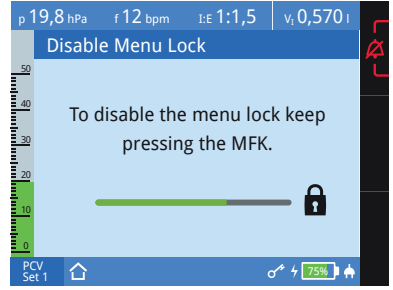 p 19,8 hPa f 12 bpm I:E 1:1,5 VI 0,570 l
Disable Menu Lock
50
40
To disable the menu lock keep
pressing the MFK.
30
20
10
0
PCV
Set 1
75%